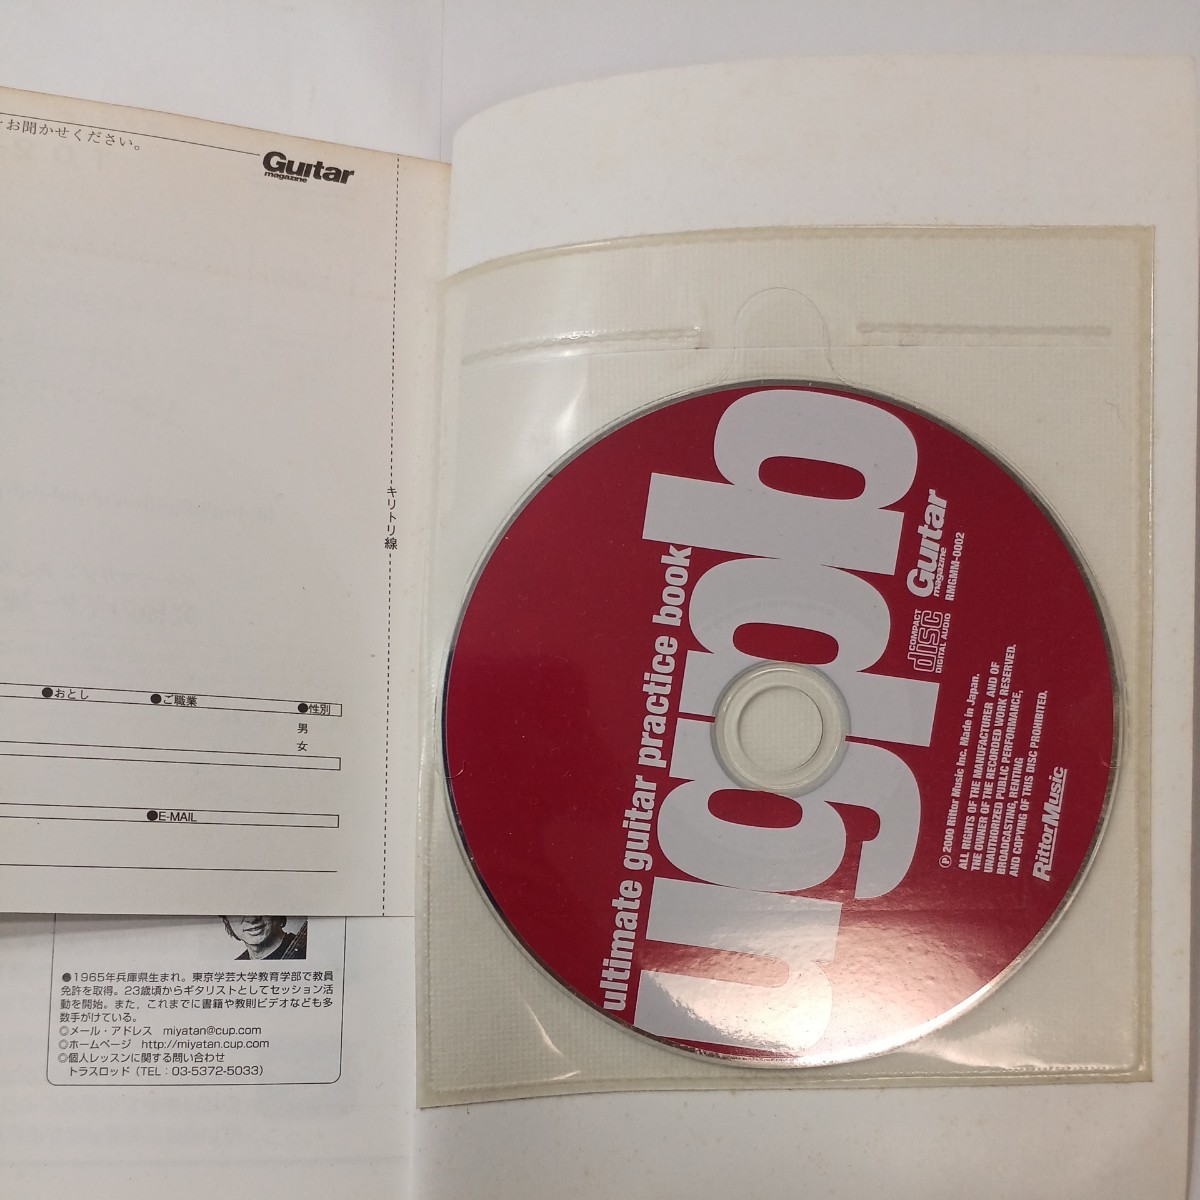 お聞かせください。
Guitar
magazine
キリトリ線
●おとし
●ご職業
●性別
男
女
●E-MAIL
●1965年兵庫県生まれ。東京学芸大学教育学部で教員
免許を取得。23歳頃からギタリストとしてセッション活
動を開始。また，これまでに書籍や教則ビデオなども多
数手がけている。
◎メール・アドレス miyatan@cup.com
◎ホームページ http://miyatan.cup.com
◎個人レッスンに関する問い合わせ
トラスロッド（TEL：03-5372-5033）
ugpb
ultimate guitar practice book
COMPACT
disc
DIGITAL AUDIO
Guitar
magazine
RMGMM-0002
Ⓟ 2000 Rittor Music Inc. Made in Japan.
ALL RIGHTS OF THE MANUFACTURER AND OF
THE OWNER OF THE RECORDED WORK RESERVED.
UNAUTHORIZED PUBLIC PERFORMANCE,
BROADCASTING, RENTING
AND COPYING OF THIS DISC PROHIBITED.
RittorMusic